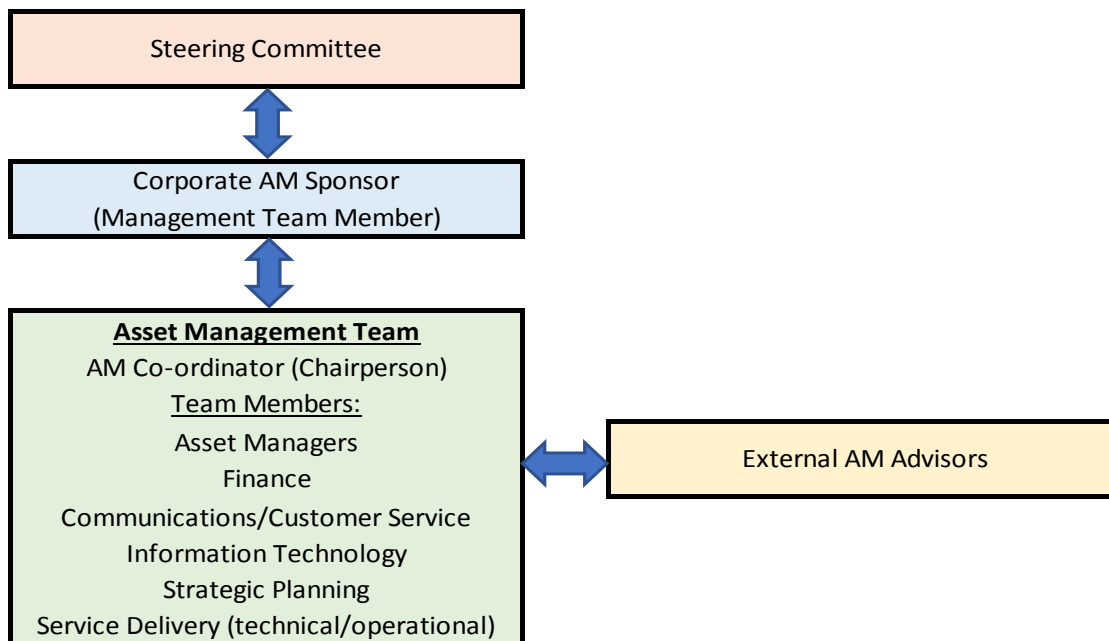 Steering Committee
Corporate AM Sponsor
(Management Team Member)
Asset Management Team
AM Co-ordinator (Chairperson)
Team Members:
Asset Managers
Finance
Communications/Customer Service
Information Technology
Strategic Planning
Service Delivery (technical/operational)
External AM Advisors